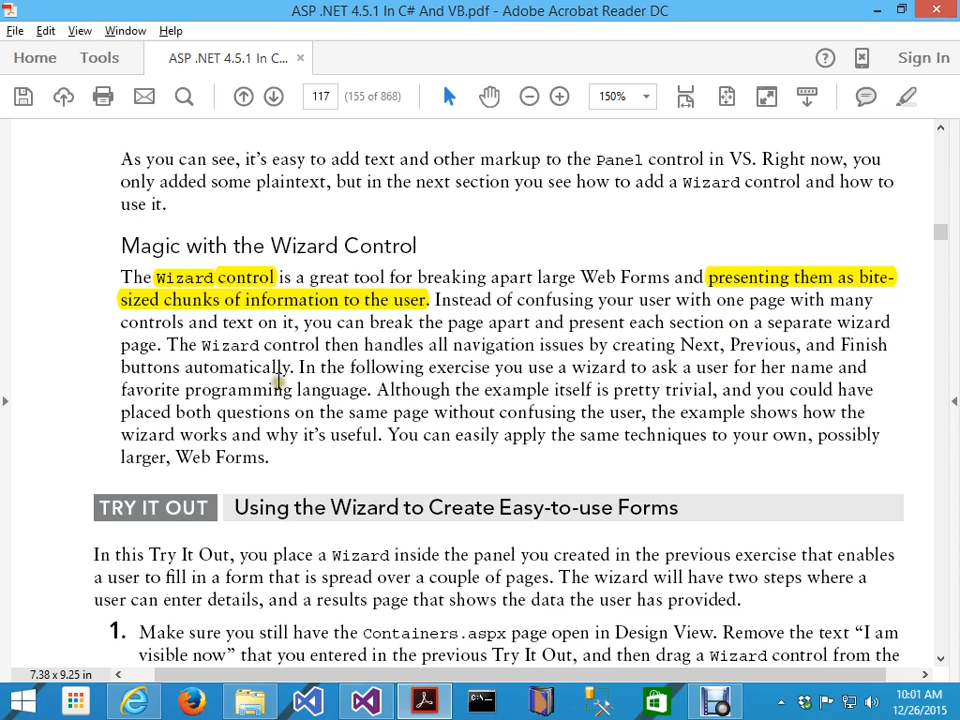 ASP .NET 4.5.1 In C# And VB.pdf - Adobe Acrobat Reader DC
File Edit View Window Help
Home Tools ASP .NET 4.5.1 In C... × Sign In
117 (155 of 868) 150%
As you can see, it's easy to add text and other markup to the Panel control in VS. Right now, you
only added some plaintext, but in the next section you see how to add a Wizard control and how to
use it.
Magic with the Wizard Control
The Wizard control is a great tool for breaking apart large Web Forms and presenting them as bite-
sized chunks of information to the user. Instead of confusing your user with one page with many
controls and text on it, you can break the page apart and present each section on a separate wizard
page. The Wizard control then handles all navigation issues by creating Next, Previous, and Finish
buttons automatically. In the following exercise you use a wizard to ask a user for her name and
favorite programming language. Although the example itself is pretty trivial, and you could have
placed both questions on the same page without confusing the user, the example shows how the
wizard works and why it's useful. You can easily apply the same techniques to your own, possibly
larger, Web Forms.
TRY IT OUT Using the Wizard to Create Easy-to-use Forms
In this Try It Out, you place a Wizard inside the panel you created in the previous exercise that enables
a user to fill in a form that is spread over a couple of pages. The wizard will have two steps where a
user can enter details, and a results page that shows the data the user has provided.
1. Make sure you still have the Containers.aspx page open in Design View. Remove the text “I am
visible now” that you entered in the previous Try It Out, and then drag a Wizard control from the
7.38 x 9.25 in
10:01 AM
12/26/2015